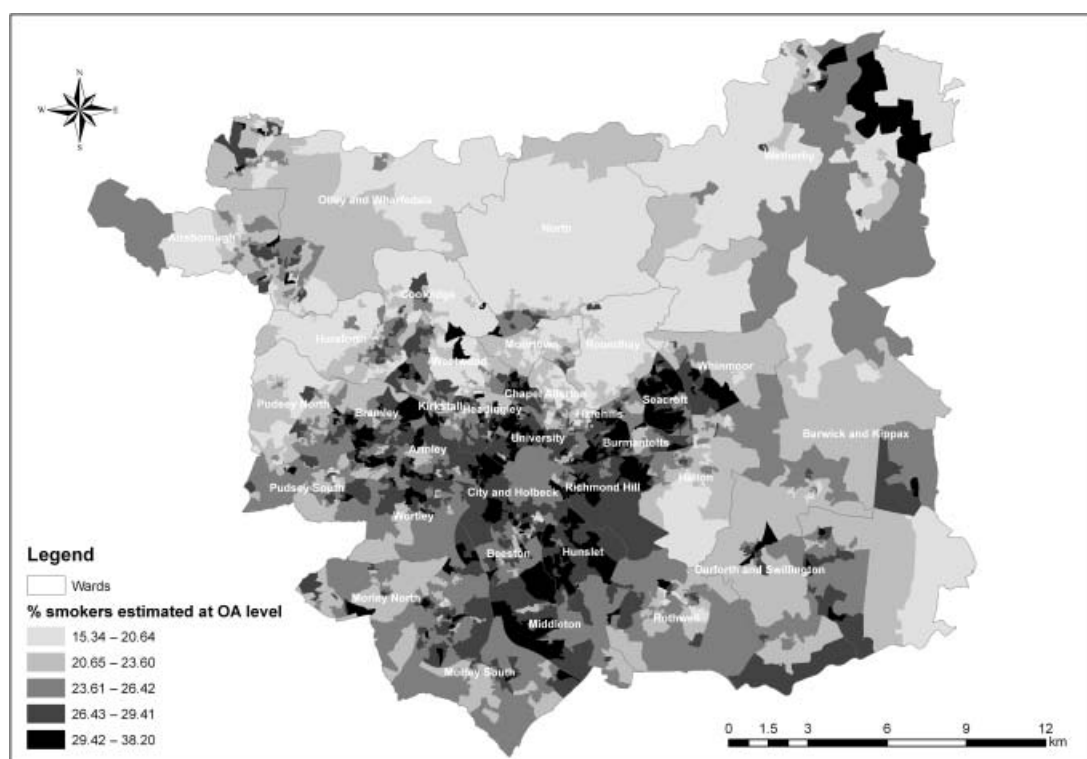 N
W E
S
Wetherby
Otley and Wharfedale
North
Aireborough
Cookridge
Horsforth
Moortown
Roundhay
Weetwood
Whinmoor
Chapel Allerton
Pudsey North
Seacroft
Kirkstall
Headingley
Harehills
Bramley
University
Burmantofts
Barwick and Kippax
Armley
Halton
Pudsey South
City and Holbeck
Richmond Hill
Wortley
Beeston
Hunslet
Garforth and Swillington
Morley North
Rothwell
Middleton
Morley South
Legend
Wards
% smokers estimated at OA level
15.34 – 20.64
20.65 – 23.60
23.61 – 26.42
26.43 – 29.41
29.42 – 38.20
0 1.5 3 6 9 12
km